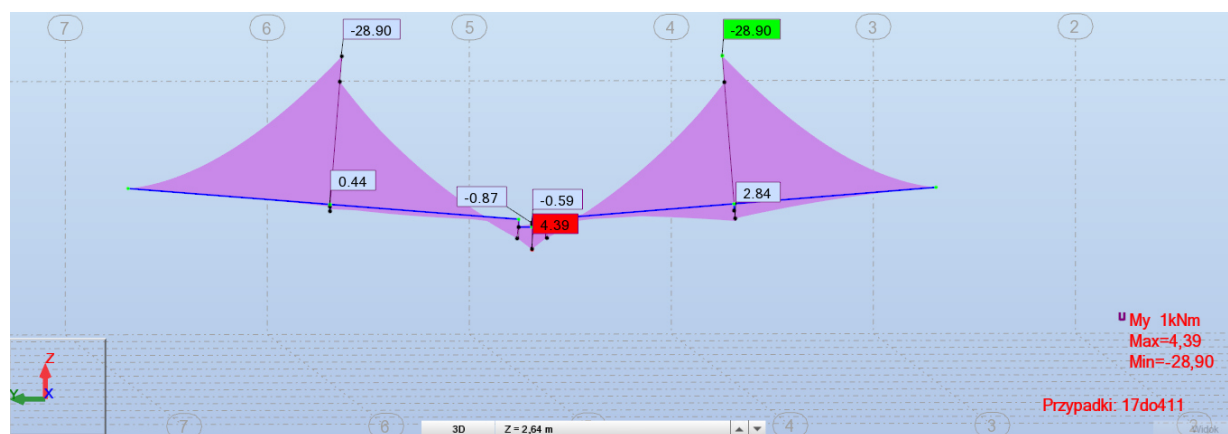 7 6 5 4 3 2
-28.90 -28.90
0.44
-0.87 -0.59 2.84
4.39
My 1kNm
Max=4,39
Min=-28,90
Przypadki: 17do411
Z
Y X
7 6 4 3
3D Z = 2,64 m
Widok